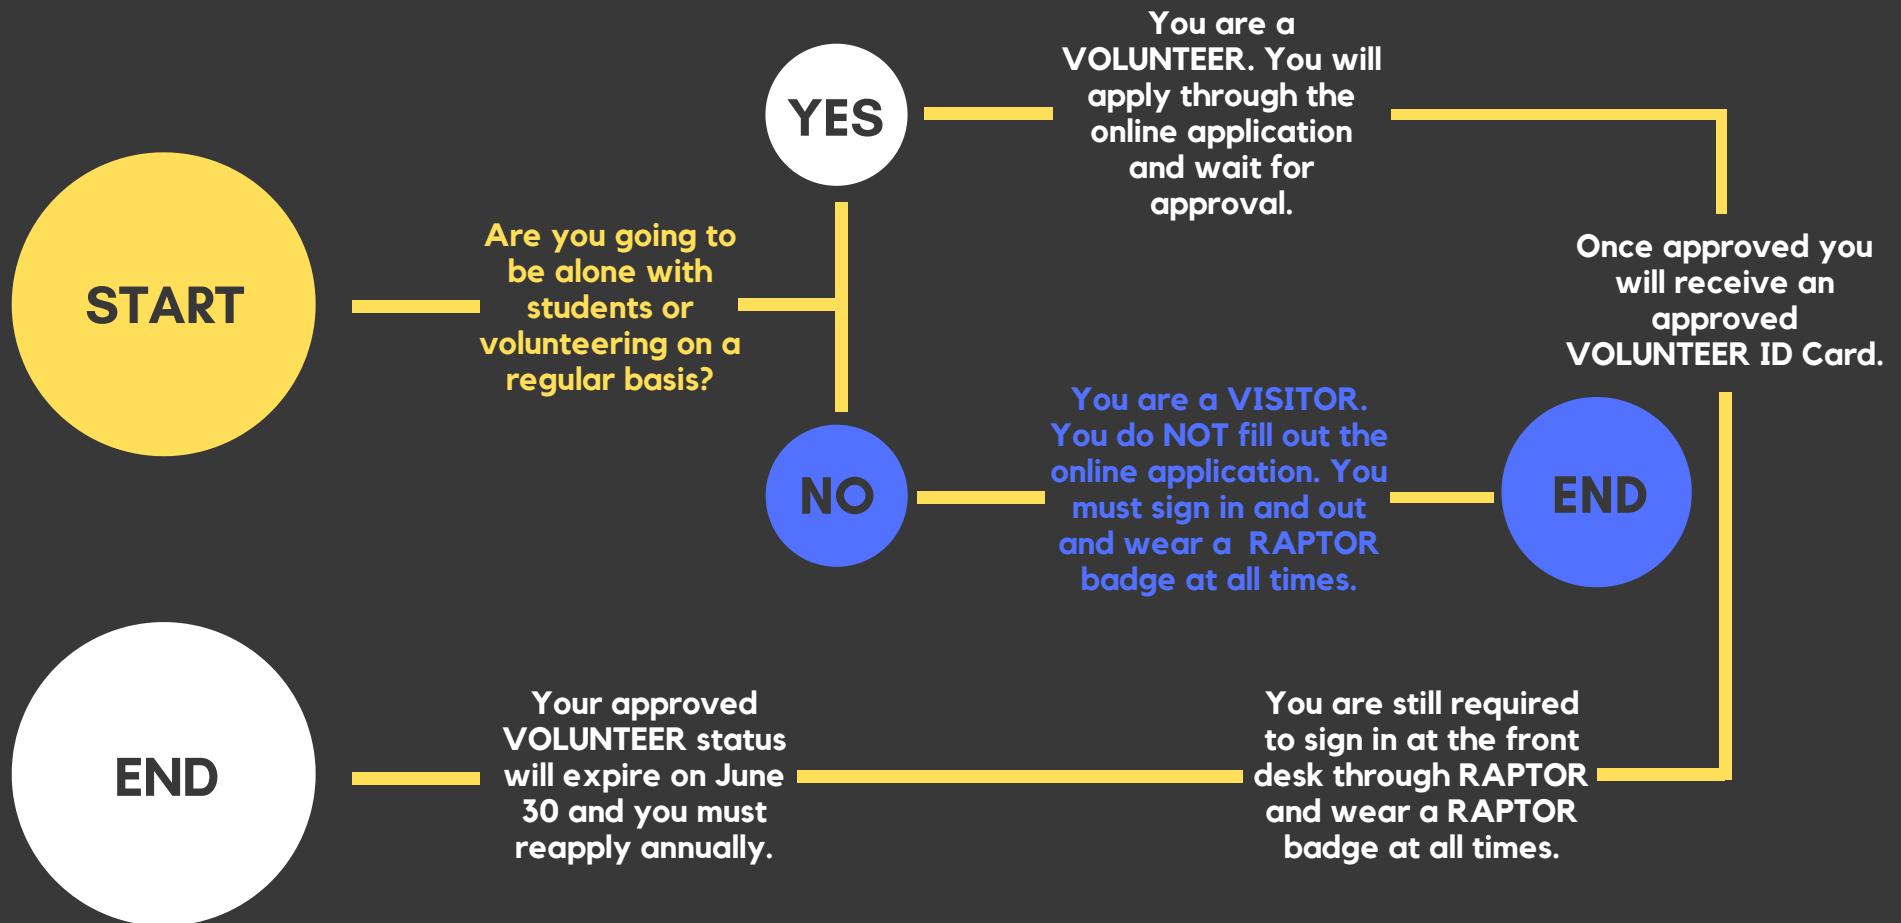 START
Are you going to
be alone with
students or
volunteering on a
regular basis?
YES
You are a
VOLUNTEER. You will
apply through the
online application
and wait for
approval.
Once approved you
will receive an
approved
VOLUNTEER ID Card.
NO
You are a VISITOR.
You do NOT fill out the
online application. You
must sign in and out
and wear a RAPTOR
badge at all times.
END
You are still required
to sign in at the front
desk through RAPTOR
and wear a RAPTOR
badge at all times.
Your approved
VOLUNTEER status
will expire on June
30 and you must
reapply annually.
END